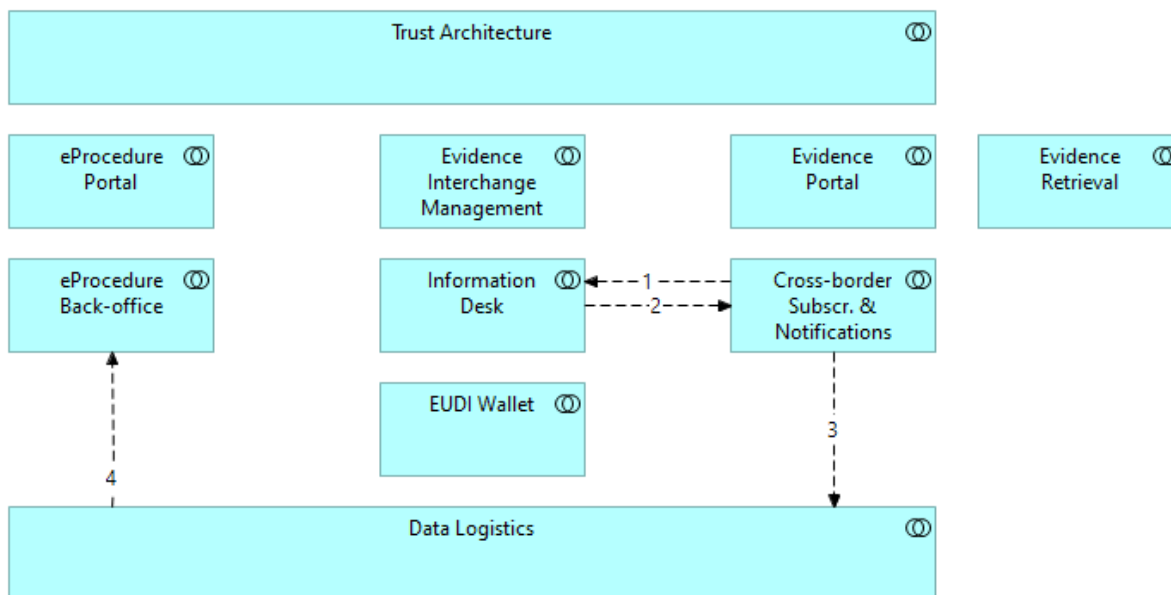 Trust Architecture
eProcedure
Portal
Evidence
Interchange
Management
Evidence
Portal
Evidence
Retrieval
eProcedure
Back-office
Information
Desk
1
2
Cross-border
Subscr. &
Notifications
EUDI Wallet
3
4
Data Logistics